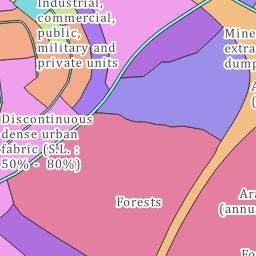 Industrial,
commercial,
public,
military and
private units
Discontinuous
dense urban
fabric (S.L. :
50% - 80%)
Forests